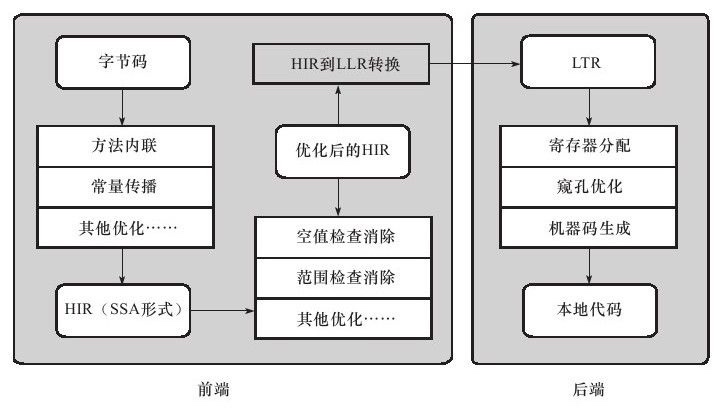 字节码
方法内联
常量传播
其他优化……
HIR（SSA形式）
HIR到LLR转换
优化后的HIR
空值检查消除
范围检查消除
其他优化……
前端
LTR
寄存器分配
窥孔优化
机器码生成
本地代码
后端